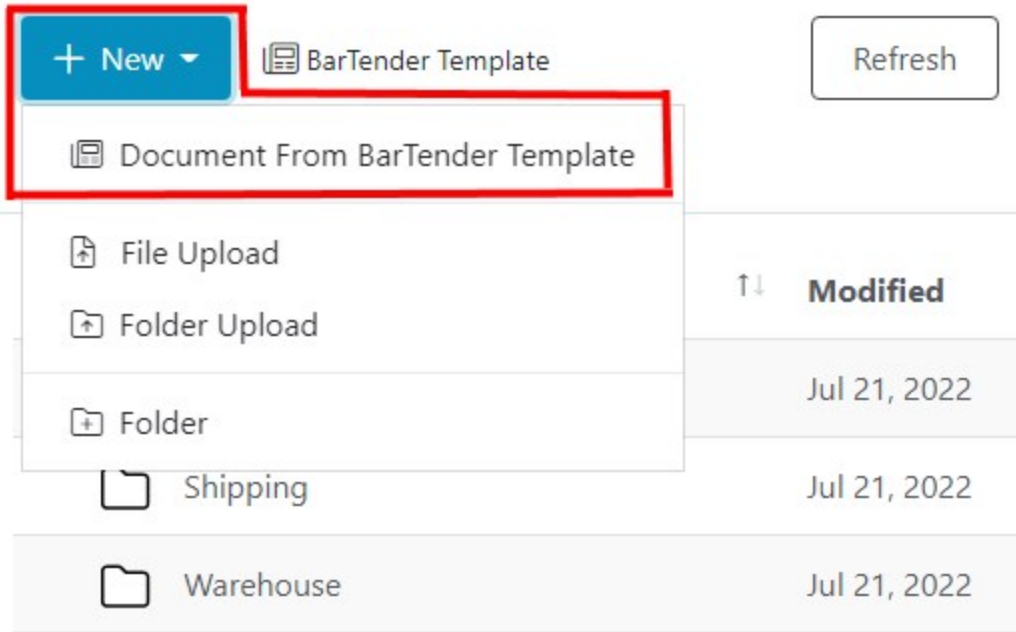 + New BarTender Template Refresh
Document From BarTender Template
File Upload
Modified
Folder Upload
Jul 21, 2022
Folder
Shipping Jul 21, 2022
Warehouse Jul 21, 2022